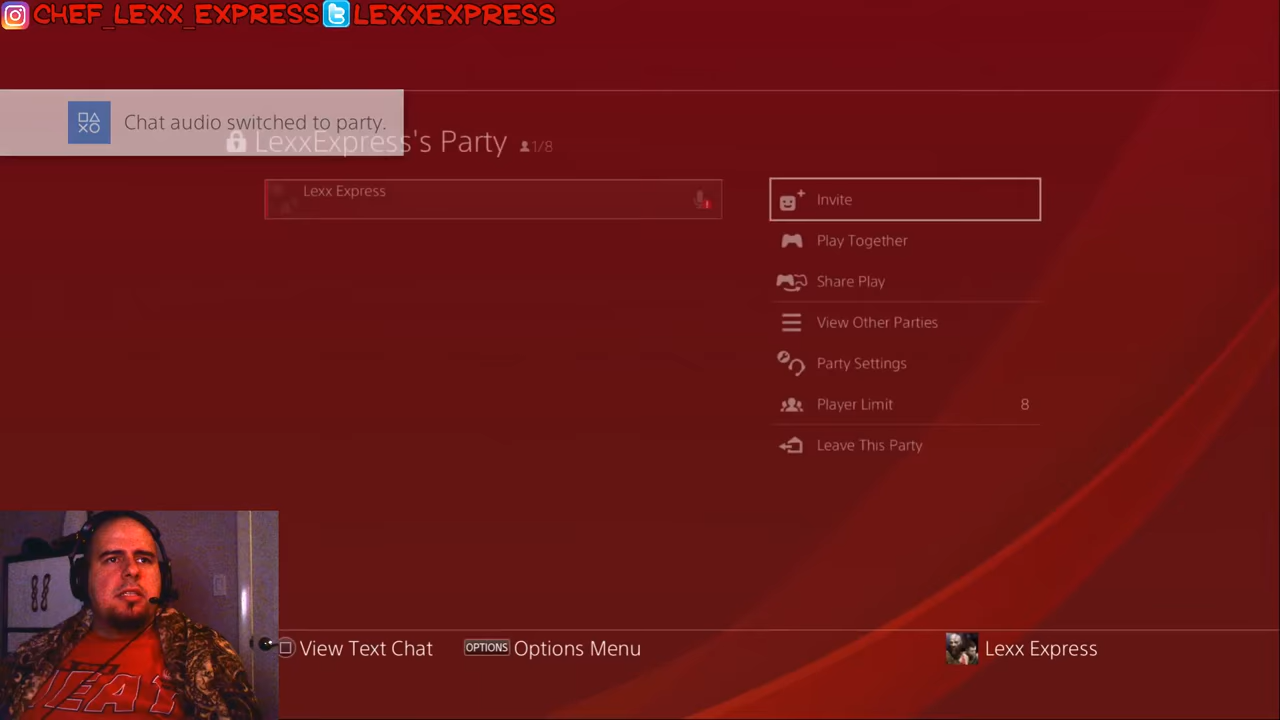 CHEF_LEXX_EXPRESS LEXXEXPRESS
Chat audio switched to party.
LexxExpress's Party 1/8
Lexx Express
Invite
Play Together
Share Play
View Other Parties
Party Settings
Player Limit 8
Leave This Party
View Text Chat OPTIONS Options Menu Lexx Express
HEAT